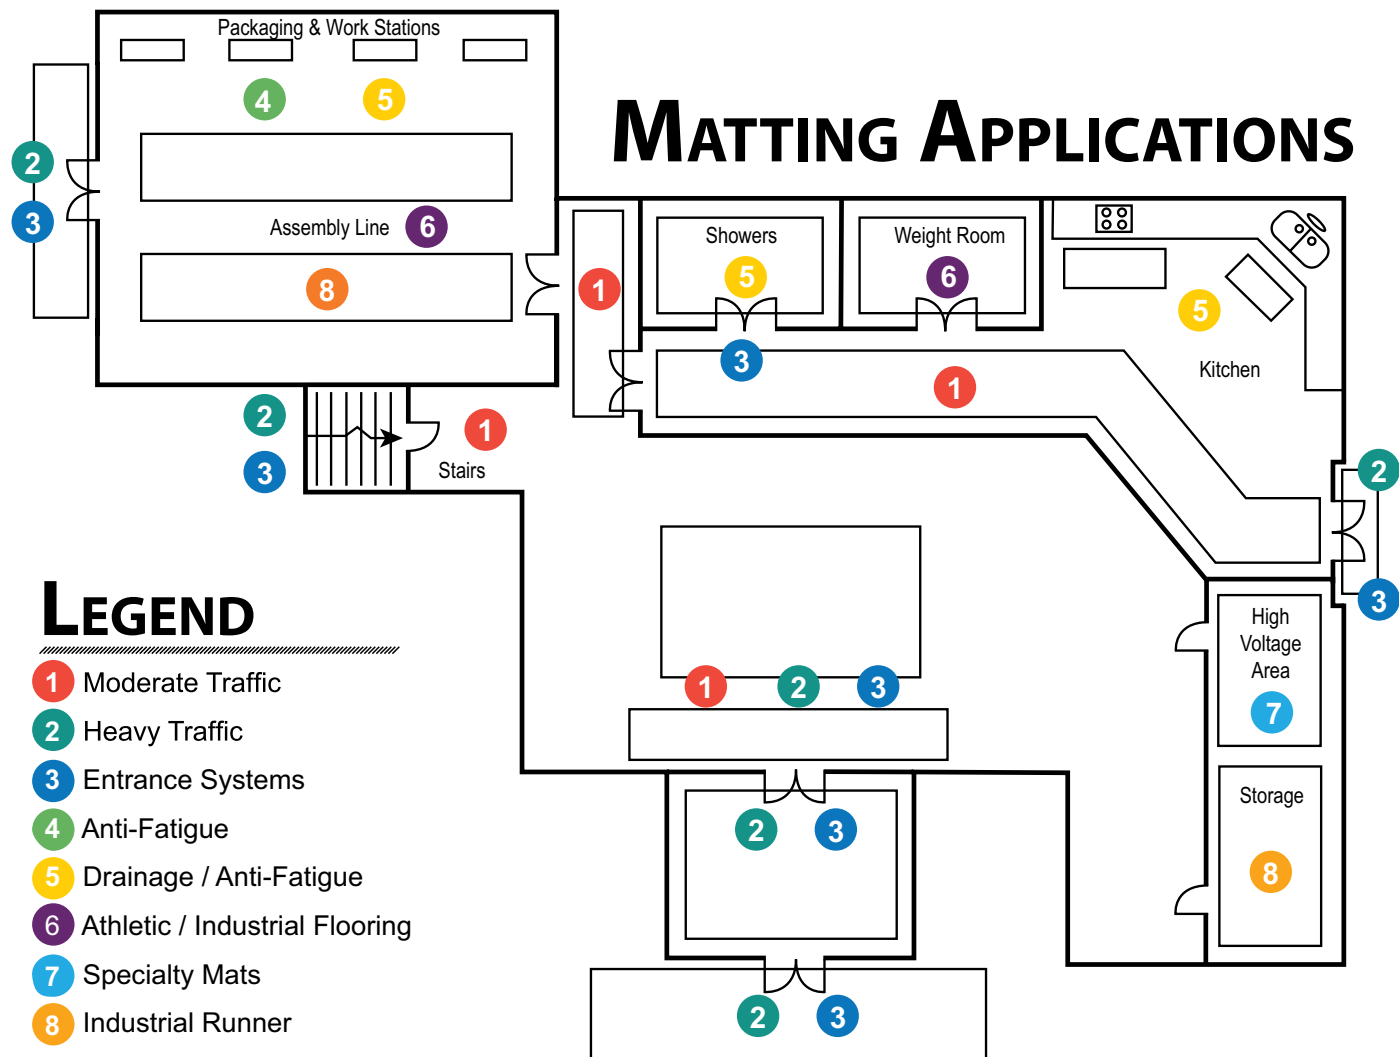 Packaging & Work Stations
4
5
MATTING APPLICATIONS
2
3
Assembly Line
6
8
1
Showers
5
Weight Room
6
5
Kitchen
3
1
2
3
1
Stairs
2
3
High
Voltage
Area
7
Storage
8
1
2
3
2
3
2
3
LEGEND
1 Moderate Traffic
2 Heavy Traffic
3 Entrance Systems
4 Anti-Fatigue
5 Drainage / Anti-Fatigue
6 Athletic / Industrial Flooring
7 Specialty Mats
8 Industrial Runner